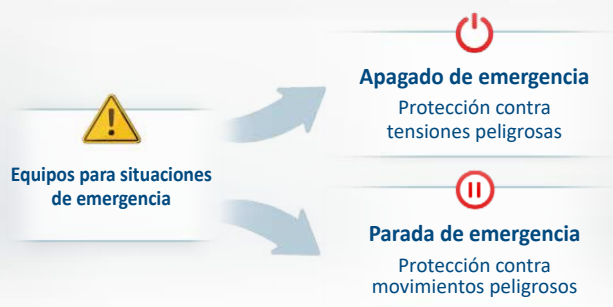 Equipos para situaciones
de emergencia
Apagado de emergencia
Protección contra
tensiones peligrosas
Parada de emergencia
Protección contra
movimientos peligrosos